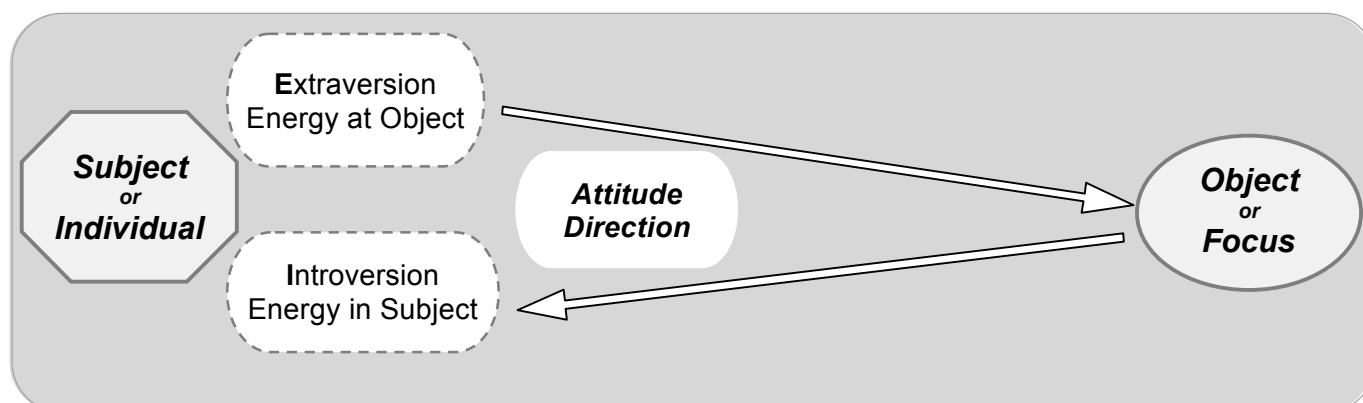 Extraversion
Energy at Object
Subject
or
Individual
Attitude
Direction
Object
or
Focus
Introversion
Energy in Subject